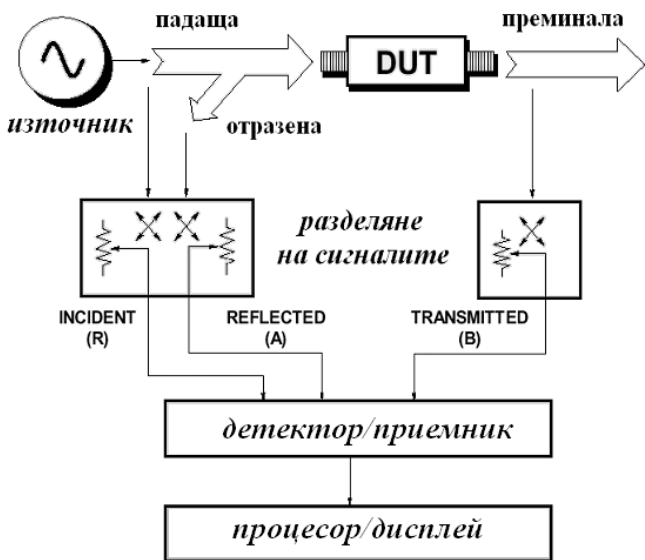 падаща
преминала
DUT
източник
отразена
разделяне
на сигналите
INCIDENT
(R)
REFLECTED
(A)
TRANSMITTED
(B)
детектор/приемник
процесор/дисплей